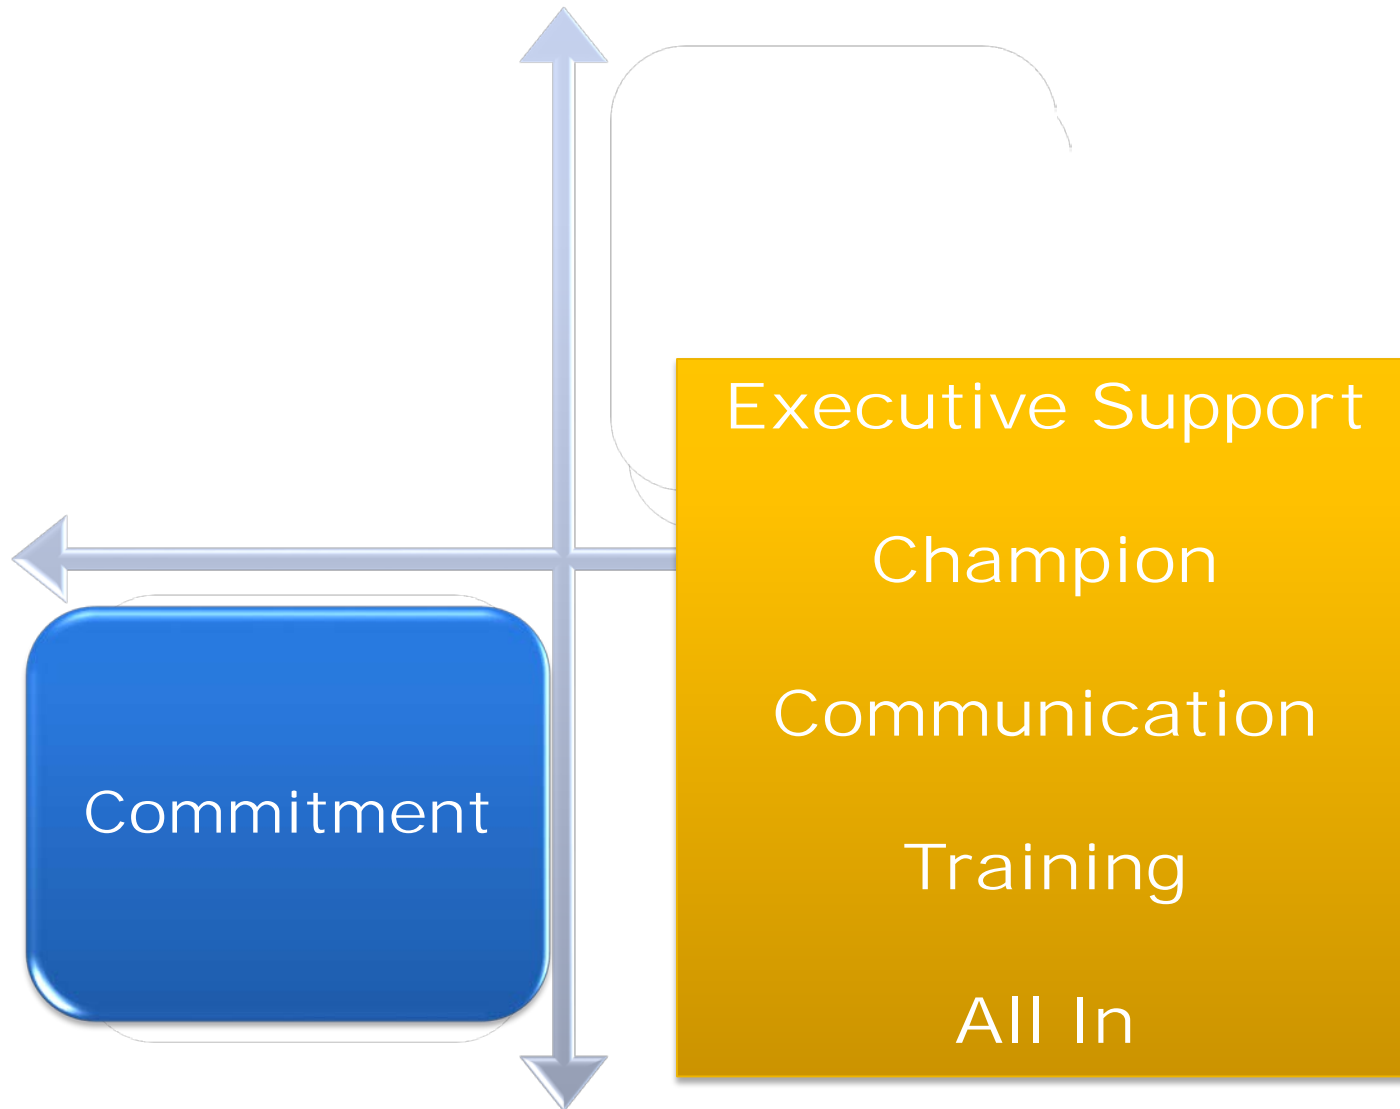 Commitment
Executive Support
Champion
Communication
Training
All In